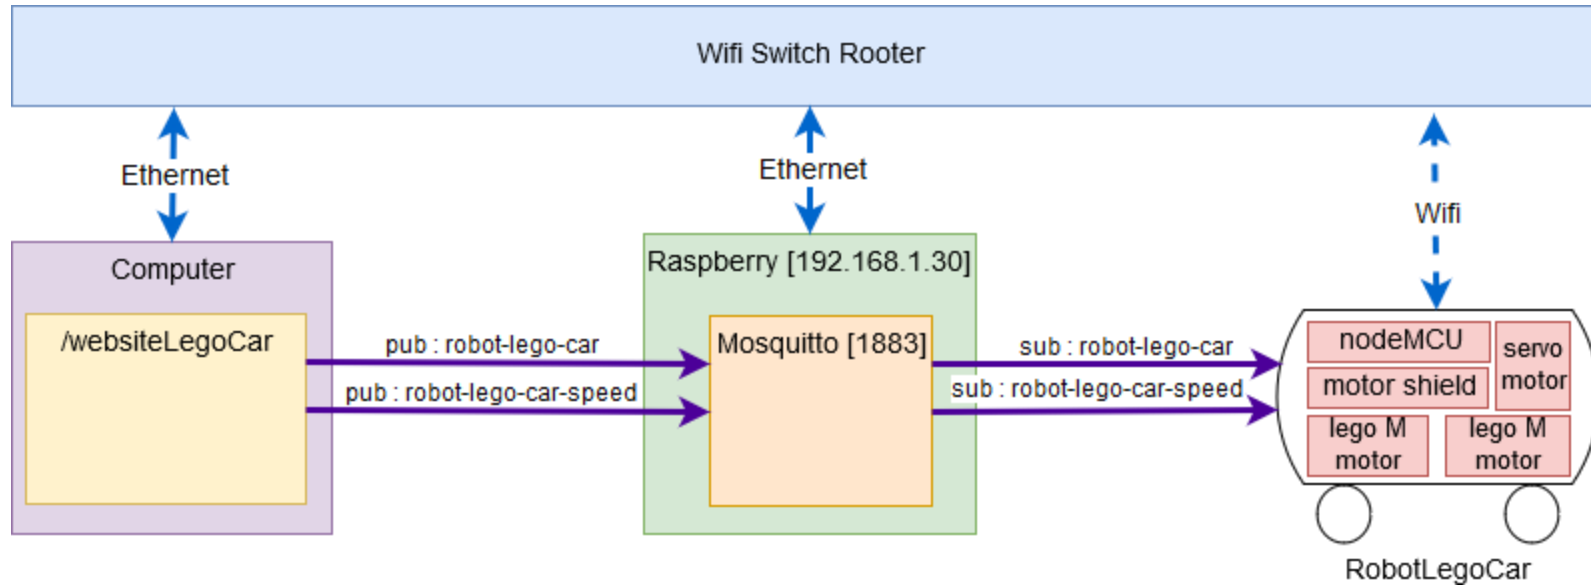 Wifi Switch Rooter
Ethernet
Ethernet
Wifi
Computer
/websiteLegoCar
pub : robot-lego-car
pub : robot-lego-car-speed
Raspberry [192.168.1.30]
Mosquitto [1883]
sub : robot-lego-car
sub : robot-lego-car-speed
nodeMCU
motor shield
servo
motor
lego M
motor
lego M
motor
RobotLegoCar